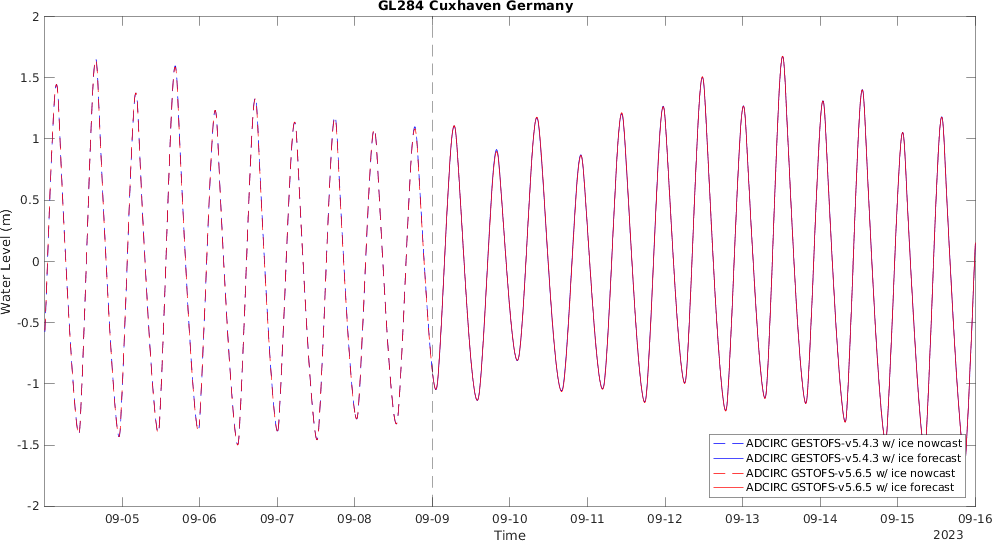 GL284 Cuxhaven Germany
2
1.5
1
0.5
0
-0.5
-1
-1.5
-2
Water Level (m)
ADCIRC GESTOFS-v5.4.3 w/ ice nowcast
ADCIRC GESTOFS-v5.4.3 w/ ice forecast
ADCIRC GSTOFS-v5.6.5 w/ ice nowcast
ADCIRC GSTOFS-v5.6.5 w/ ice forecast
09-05 09-06 09-07 09-08 09-09 09-10 09-11 09-12 09-13 09-14 09-15 09-16
Time
2023